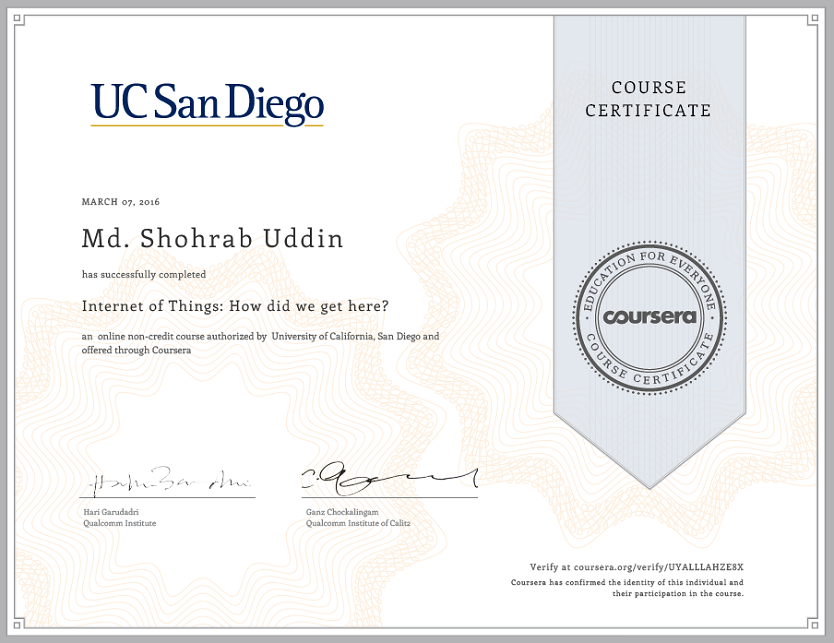 UC San Diego
COURSE
CERTIFICATE
MARCH 07, 2016
Md. Shohrab Uddin
has successfully completed
Internet of Things: How did we get here?
an online non-credit course authorized by University of California, San Diego and
offered through Coursera
EDUCATION FOR EVERYONE
coursera
COURSE CERTIFICATE
Hari Garudadri
Qualcomm Institute
Ganz Chockalingam
Qualcomm Institute of Calit2
Verify at coursera.org/verify/UYALLLAHZE8X
Coursera has confirmed the identity of this individual and
their participation in the course.